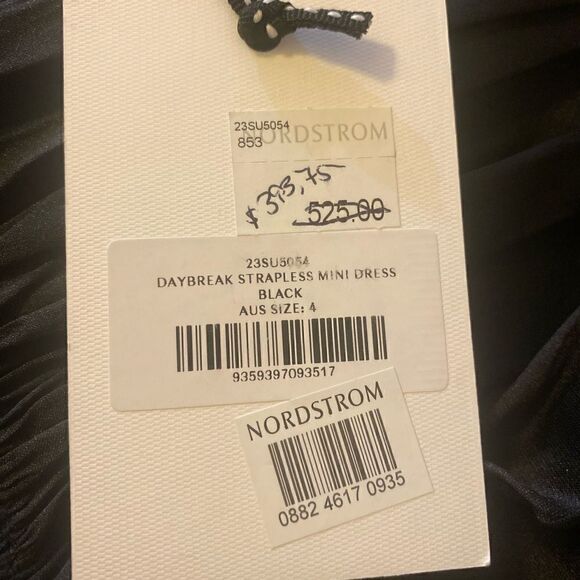 23SU5054
NORDSTROM
853
$393.75
525.00
23SU5054
DAYBREAK STRAPLESS MINI DRESS
BLACK
AUS SIZE: 4
9359397093517
NORDSTROM
0882 4617 0935